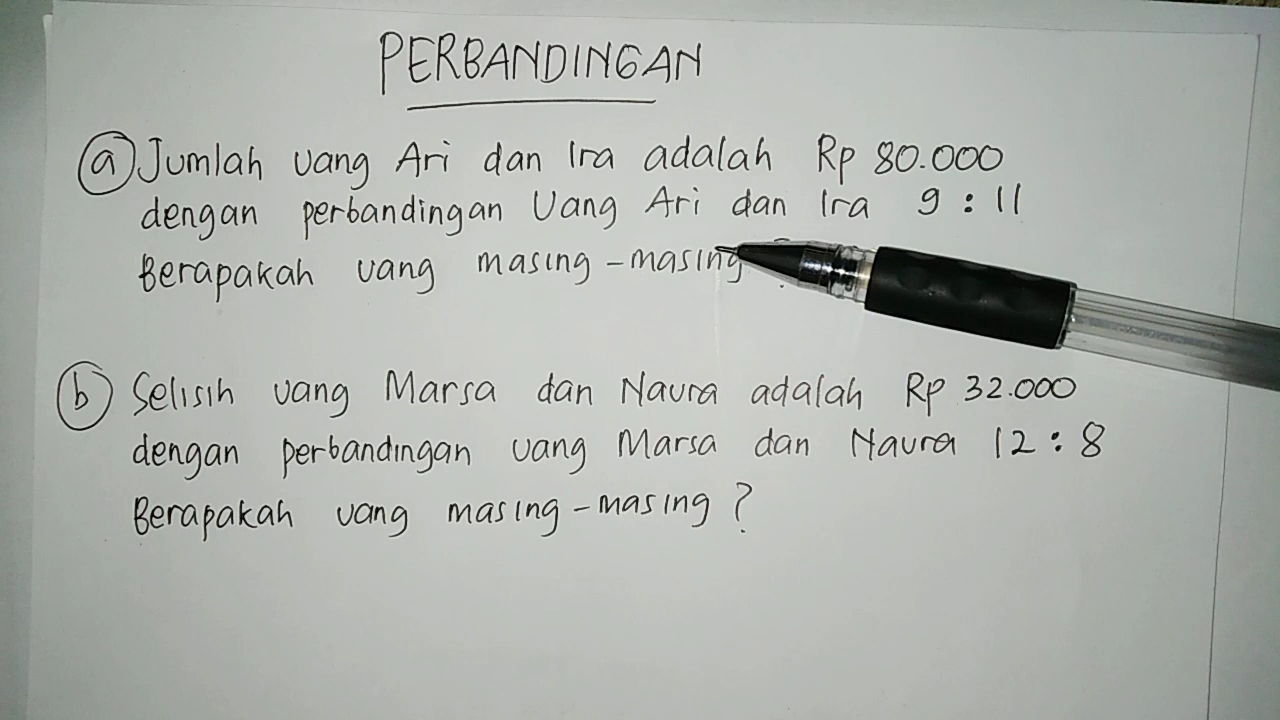 PERBANDINGAN
a Jumlah uang Ari dan Ira adalah Rp 80.000
dengan perbandingan Uang Ari dan Ira 9 : 11
Berapakah uang masing-masing ?
b Selisih uang Marsa dan Naura adalah Rp 32.000
dengan perbandingan uang Marsa dan Naura 12 : 8
Berapakah uang masing-masing ?